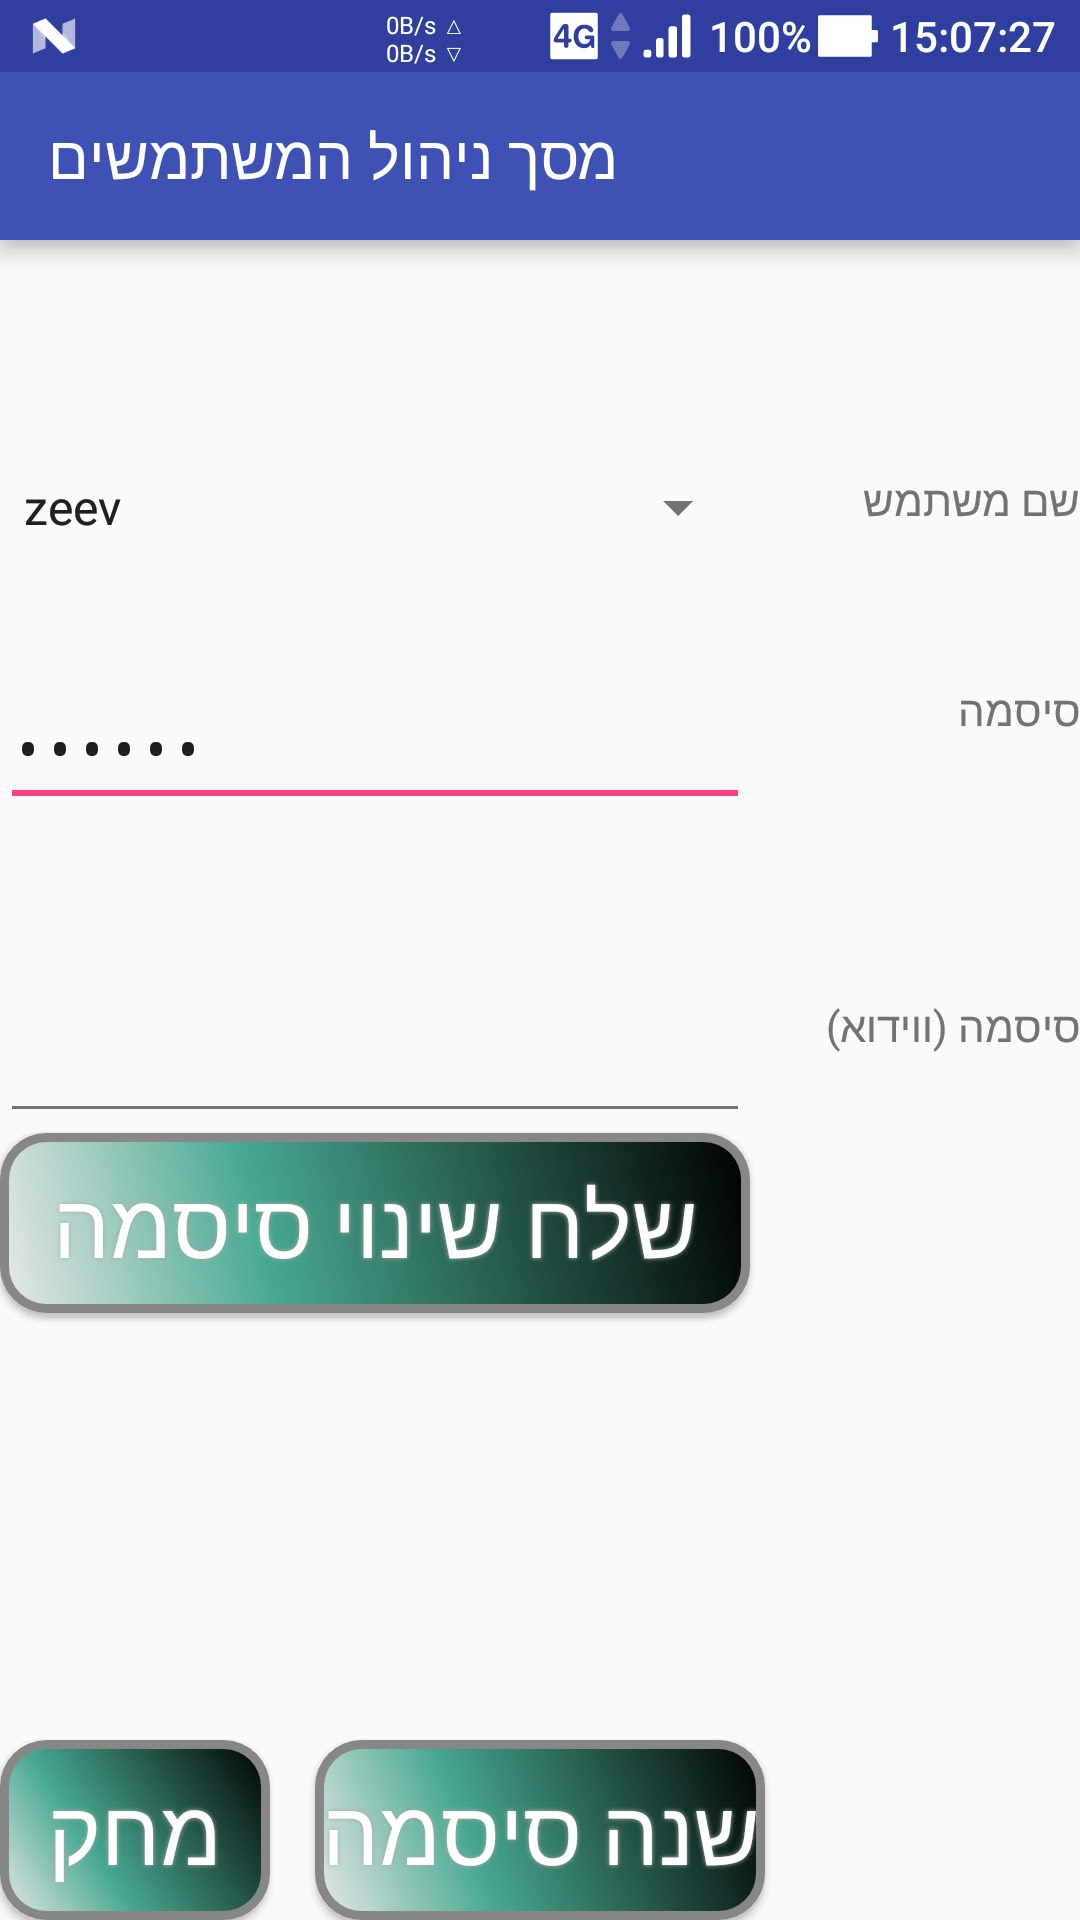 0B/s △
0B/s ▽
4G 100% 15:07:27
מסך ניהול המשתמשים
שם משתמש
zeev
סיסמה
סיסמה (ווידוא)
שלח שינוי סיסמה
שנה סיסמה
מחק